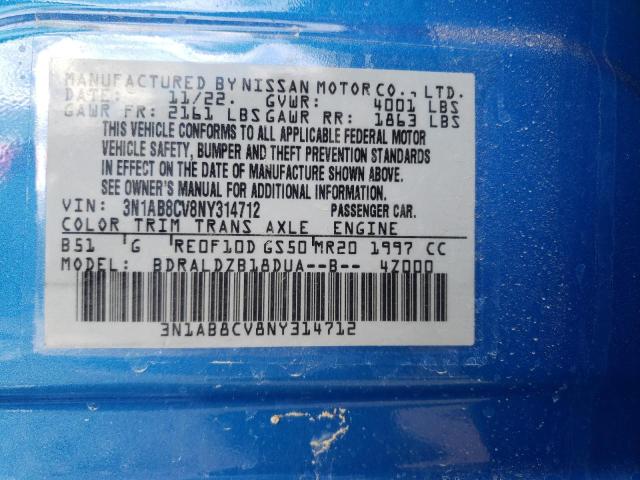 MANUFACTURED BY NISSAN MOTOR CO., LTD.
DATE: 11/22. GVWR: 4001 LBS
GAWR FR: 2161 LBS GAWR RR: 1863 LBS
THIS VEHICLE CONFORMS TO ALL APPLICABLE FEDERAL MOTOR
VEHICLE SAFETY, BUMPER AND THEFT PREVENTION STANDARDS
IN EFFECT ON THE DATE OF MANUFACTURE SHOWN ABOVE.
SEE OWNER'S MANUAL FOR ADDITIONAL INFORMATION.
VIN: 3N1AB8CV8NY314712 PASSENGER CAR.
COLOR TRIM TRANS AXLE ENGINE
B51 G RE0F10D GS50 MR20 1997 CC
MODEL: BDRALDZB18DUA--B-- 4Z000
3N1AB8CV8NY314712